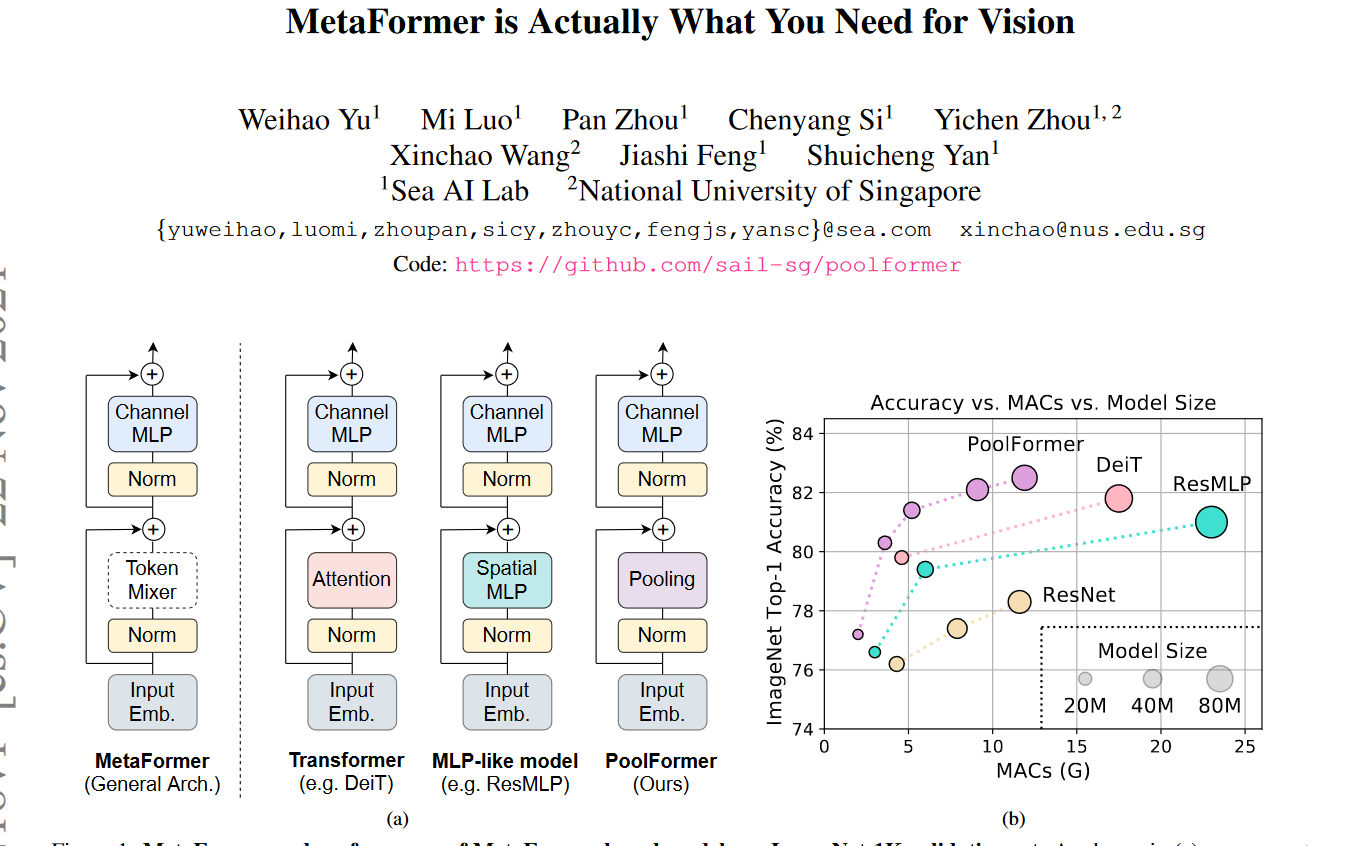 MetaFormer is Actually What You Need for Vision
Weihao Yu1 Mi Luo1 Pan Zhou1 Chenyang Si1 Yichen Zhou1, 2
Xinchao Wang2 Jiashi Feng1 Shuicheng Yan1
1Sea AI Lab 2National University of Singapore
{yuweihao,luomi,zhoupan,sicy,zhouyc,fengjs,yansc}@sea.com xinchao@nus.edu.sg
Code: https://github.com/sail-sg/poolformer
+
Channel
MLP
Norm
+
Token
Mixer
Norm
Input
Emb.
MetaFormer
(General Arch.)
+
Channel
MLP
Norm
+
Attention
Norm
Input
Emb.
Transformer
(e.g. DeiT)
+
Channel
MLP
Norm
+
Spatial
MLP
Norm
Input
Emb.
MLP-like model
(e.g. ResMLP)
+
Channel
MLP
Norm
+
Pooling
Norm
Input
Emb.
PoolFormer
(Ours)
(a)
Accuracy vs. MACs vs. Model Size
ImageNet Top-1 Accuracy (%)
84
82
80
78
76
74
PoolFormer
DeiT
ResMLP
ResNet
Model Size
20M 40M 80M
0 5 10 15 20 25
MACs (G)
(b)